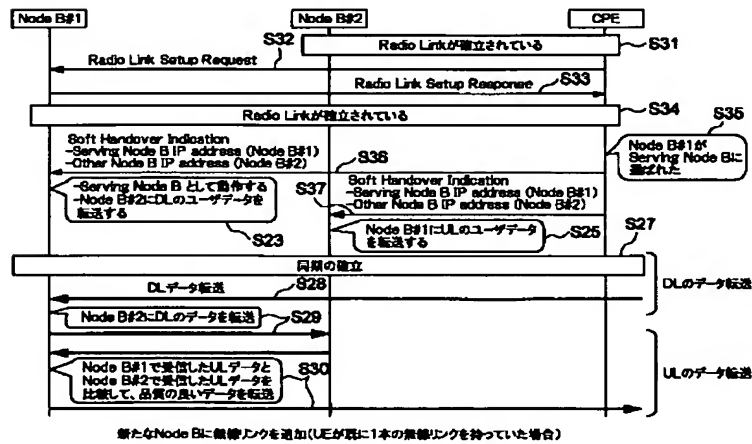 Node B#1
Node B#2
CPE
S32
Radio Linkが確立されている
S31
Radio Link Setup Request
Radio Link Setup Response
S33
Radio Linkが確立されている
S34
S35
Soft Handover Indication
-Serving Node B IP address (Node B#1)
-Other Node B IP address (Node B#2)
S36
Node B#1が
Serving Node Bに
選ばれた
-Serving Node B として動作する
-Node B#2にDLのユーザデータを
転送する
S23
S37
Soft Handover Indication
-Serving Node B IP address (Node B#1)
-Other Node B IP address (Node B#2)
Node B#1にULのユーザデータ
を転送する
S25
S27
同期の確立
DLデータ転送
S28
DLのデータ転送
Node B#2にDLのデータを転送
S29
Node B#1で受信したULデータと
Node B#2で受信したULデータを
比較して、品質の良いデータを転送
S30
ULのデータ転送
新たなNode Bに無線リンクを追加(UEが既に1本の無線リンクを持っていた場合)